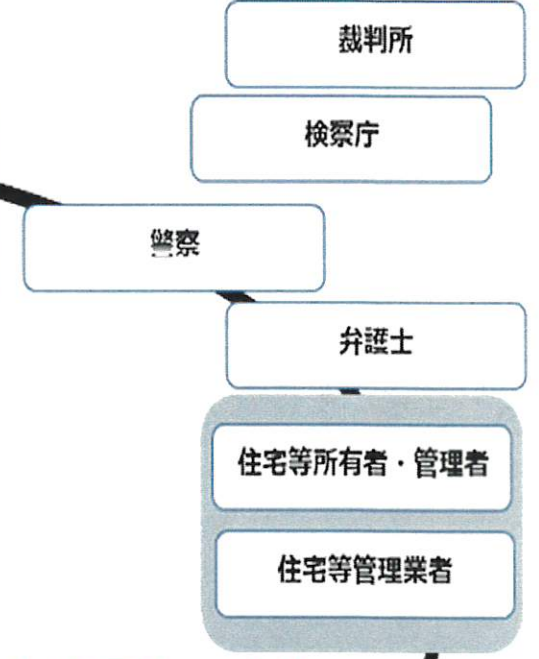 裁判所
検察庁
警察
弁護士
住宅等所有者・管理者
住宅等管理業者